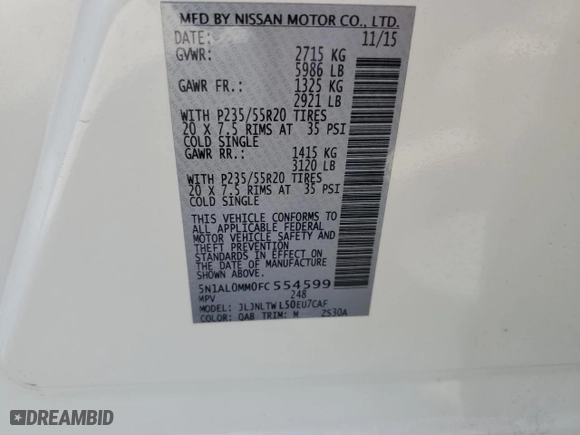 MFD BY NISSAN MOTOR CO., LTD.
DATE: 11/15
GVWR: 2715 KG
5986 LB
GAWR FR.: 1325 KG
2921 LB
WITH P235/55R20 TIRES
20 X 7.5 RIMS AT 35 PSI
COLD SINGLE
GAWR RR.: 1415 KG
3120 LB
WITH P235/55R20 TIRES
20 X 7.5 RIMS AT 35 PSI
COLD SINGLE
THIS VEHICLE CONFORMS TO
ALL APPLICABLE FEDERAL
MOTOR VEHICLE SAFETY AND
THEFT PREVENTION
STANDARDS IN EFFECT ON
THE DATE OF MANUFACTURE
SHOWN ABOVE.
5N1AL0MM0FC554599
MPV 248
MODEL: JLJNLTWL50EU7CAF
COLOR: QAB TRIM: M 2S30A
DREAMBID